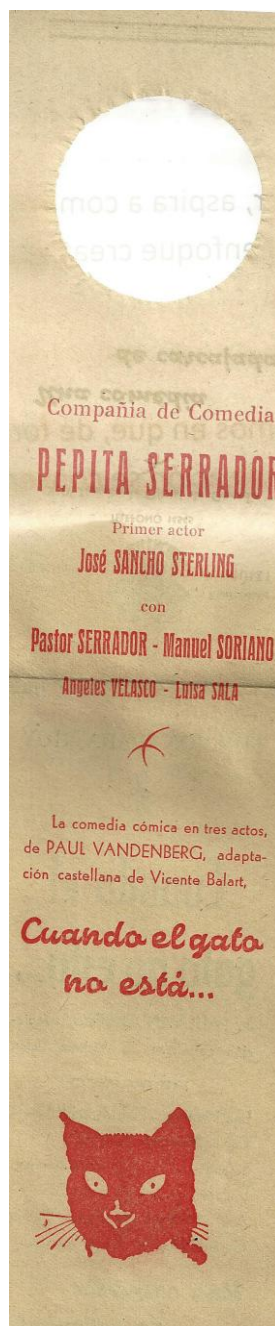 Compañia de Comedia
PEPITA SERRADOR
Primer actor
José SANCHO STERLING
con
Pastor SERRADOR - Manuel SORIANO
Angeles VELASCO - Luisa SALA
La comedia cómica en tres actos,
de PAUL VANDENBERG, adapta-
ción castellana de Vicente Balart,
Cuando el gato
no está...